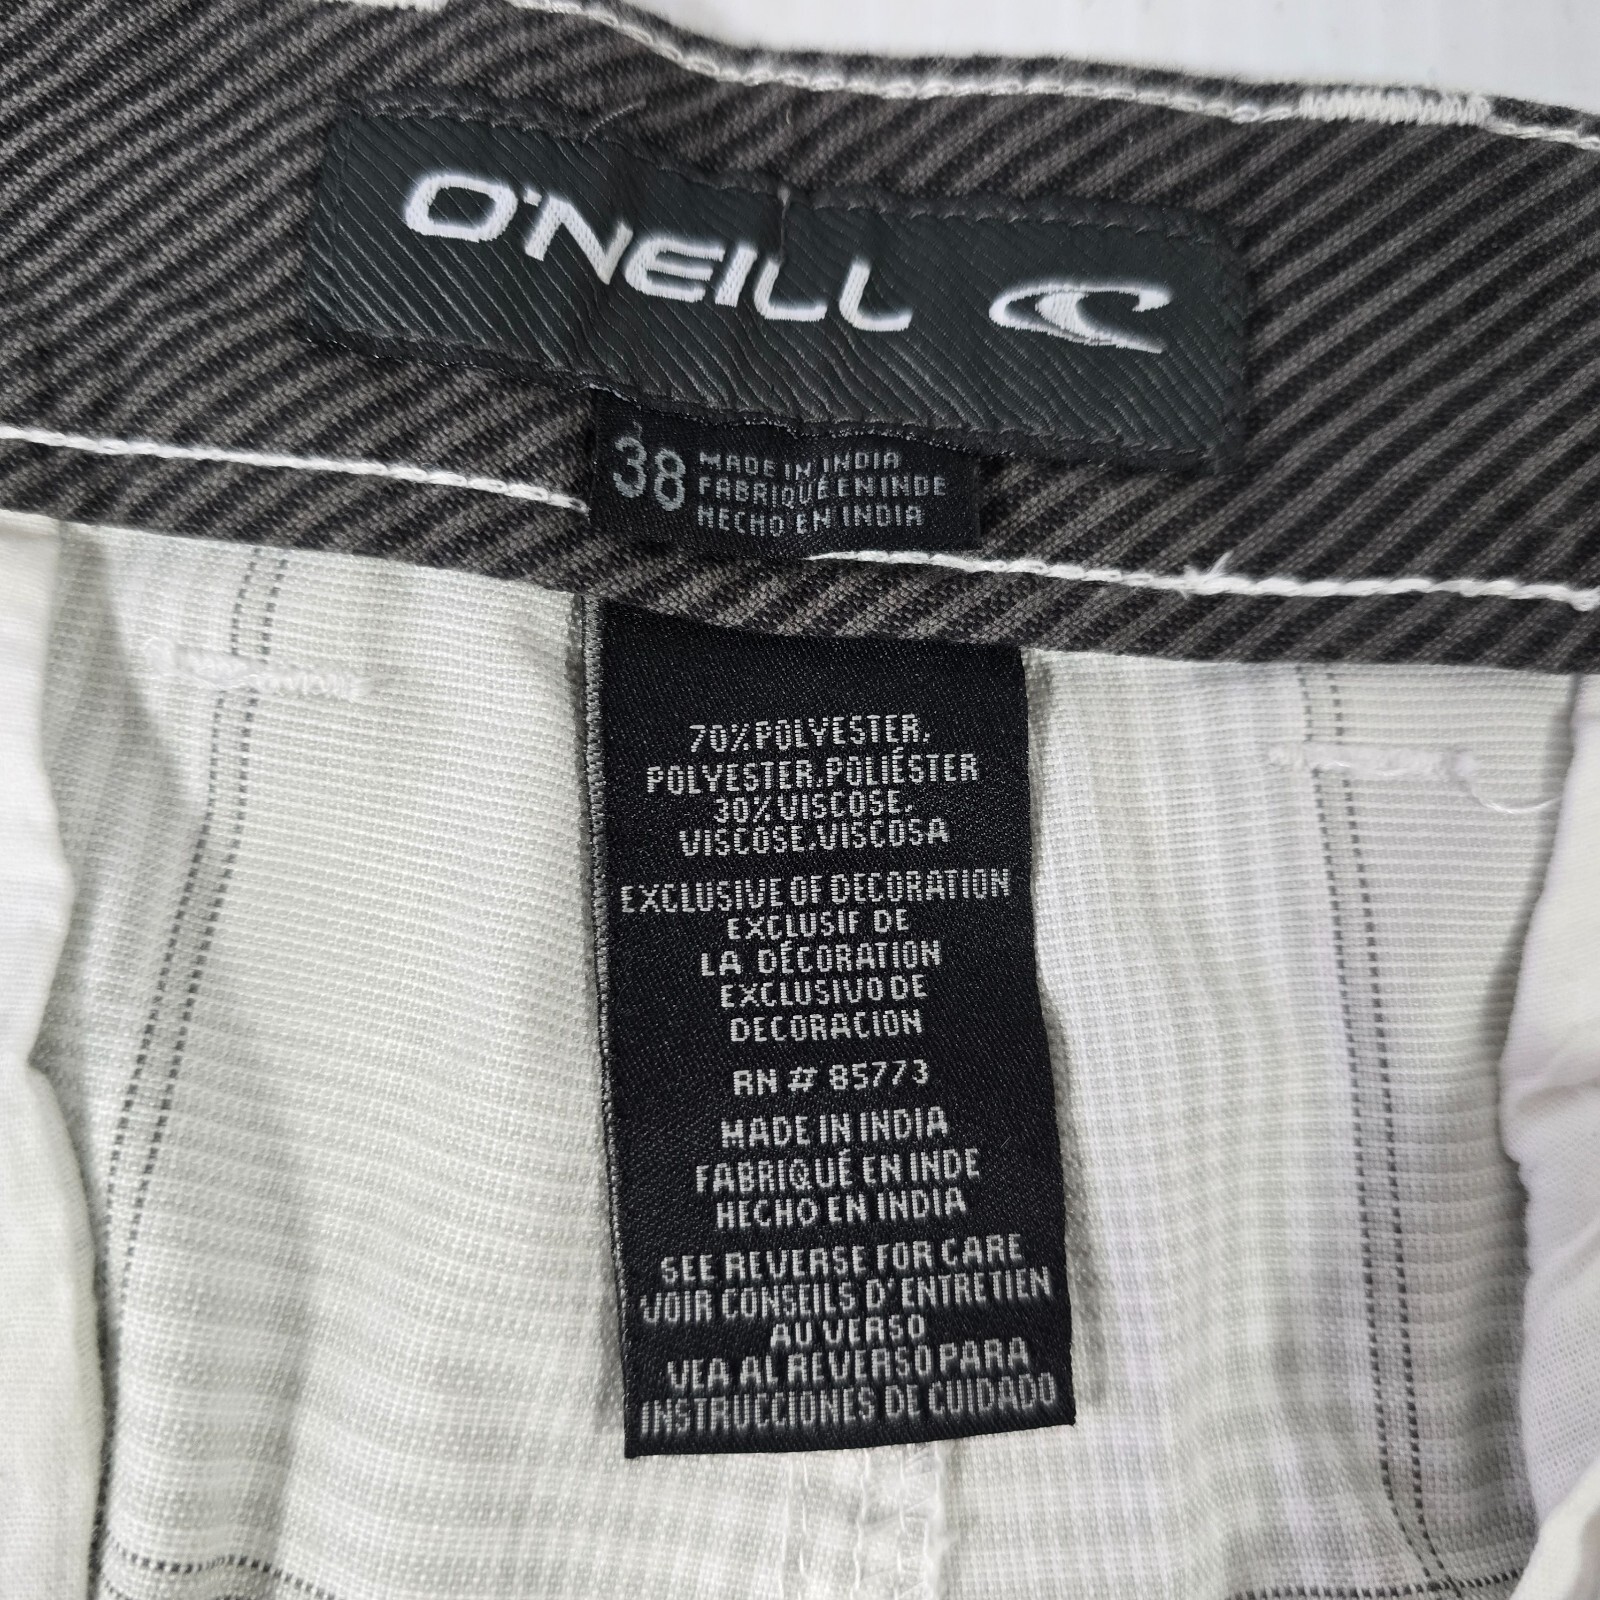 O'NEILL
38
MADE IN INDIA
FABRIQUÉ EN INDE
HECHO EN INDIA
70% POLYESTER,
POLYESTER, POLIÉSTER
30% VISCOSE,
VISCOSE, VISCOSA
EXCLUSIVE OF DECORATION
EXCLUSIF DE
LA DÉCORATION
EXCLUSIVO DE
DECORACION
RN # 85773
MADE IN INDIA
FABRIQUÉ EN INDE
HECHO EN INDIA
SEE REVERSE FOR CARE
VOIR CONSEILS D'ENTRETIEN
AU VERSO
VEA AL REVERSO PARA
INSTRUCCIONES DE CUIDADO